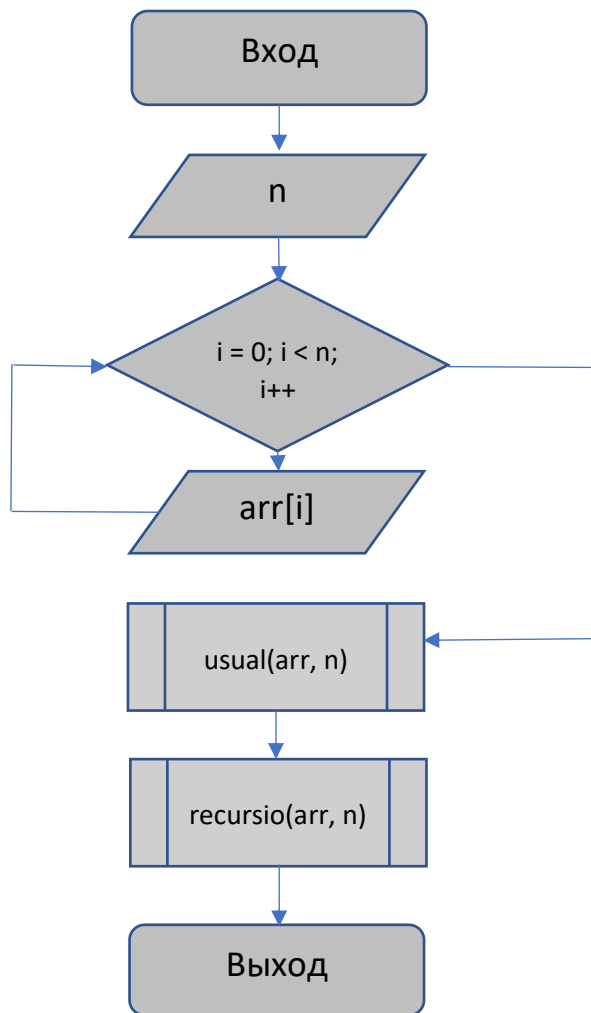 Вход
n
i = 0; i < n;
i++
arr[i]
usual(arr, n)
recursio(arr, n)
Выход